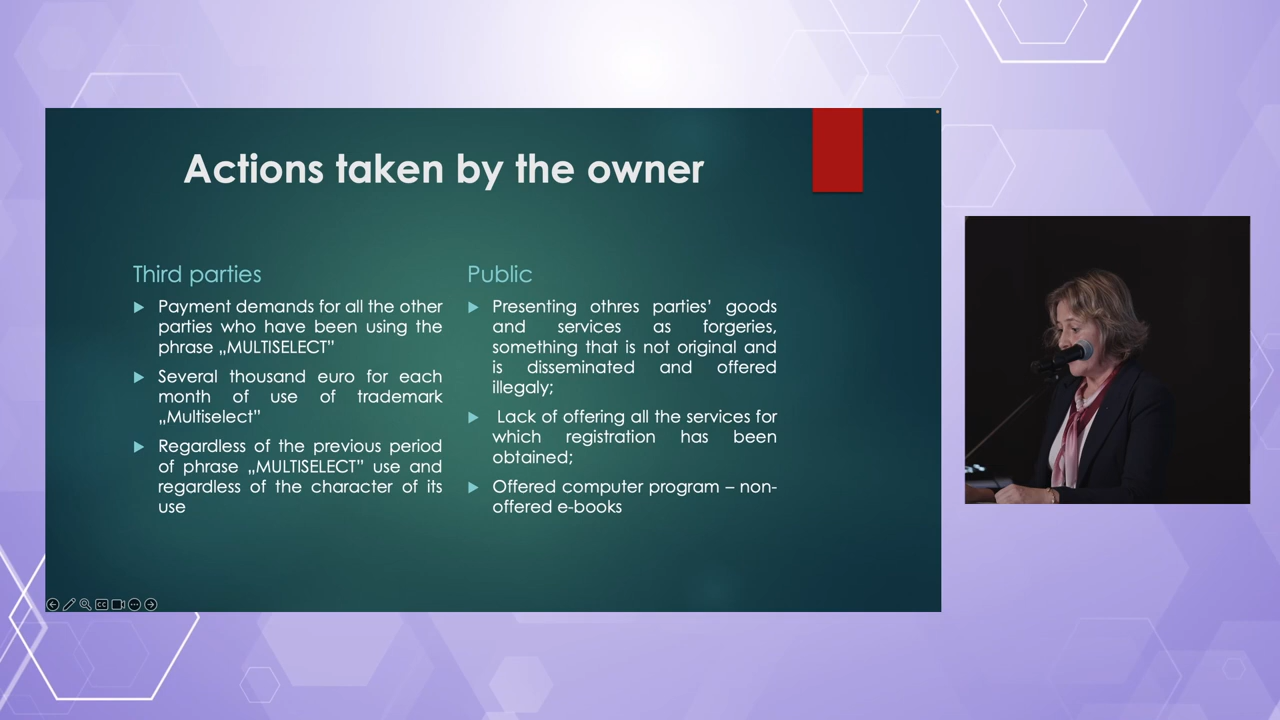 Actions taken by the owner
Third parties
Payment demands for all the other
parties who have been using the
phrase „MULTISELECT”
Several thousand euro for each
month of use of trademark
„Multiselect”
Regardless of the previous period
of phrase „MULTISELECT” use and
regardless of the character of its
use
Public
Presenting othres parties’ goods
and services as forgeries,
something that is not original and
is disseminated and offered
illegaly;
Lack of offering all the services for
which registration has been
obtained;
Offered computer program – non-
offered e-books
CC